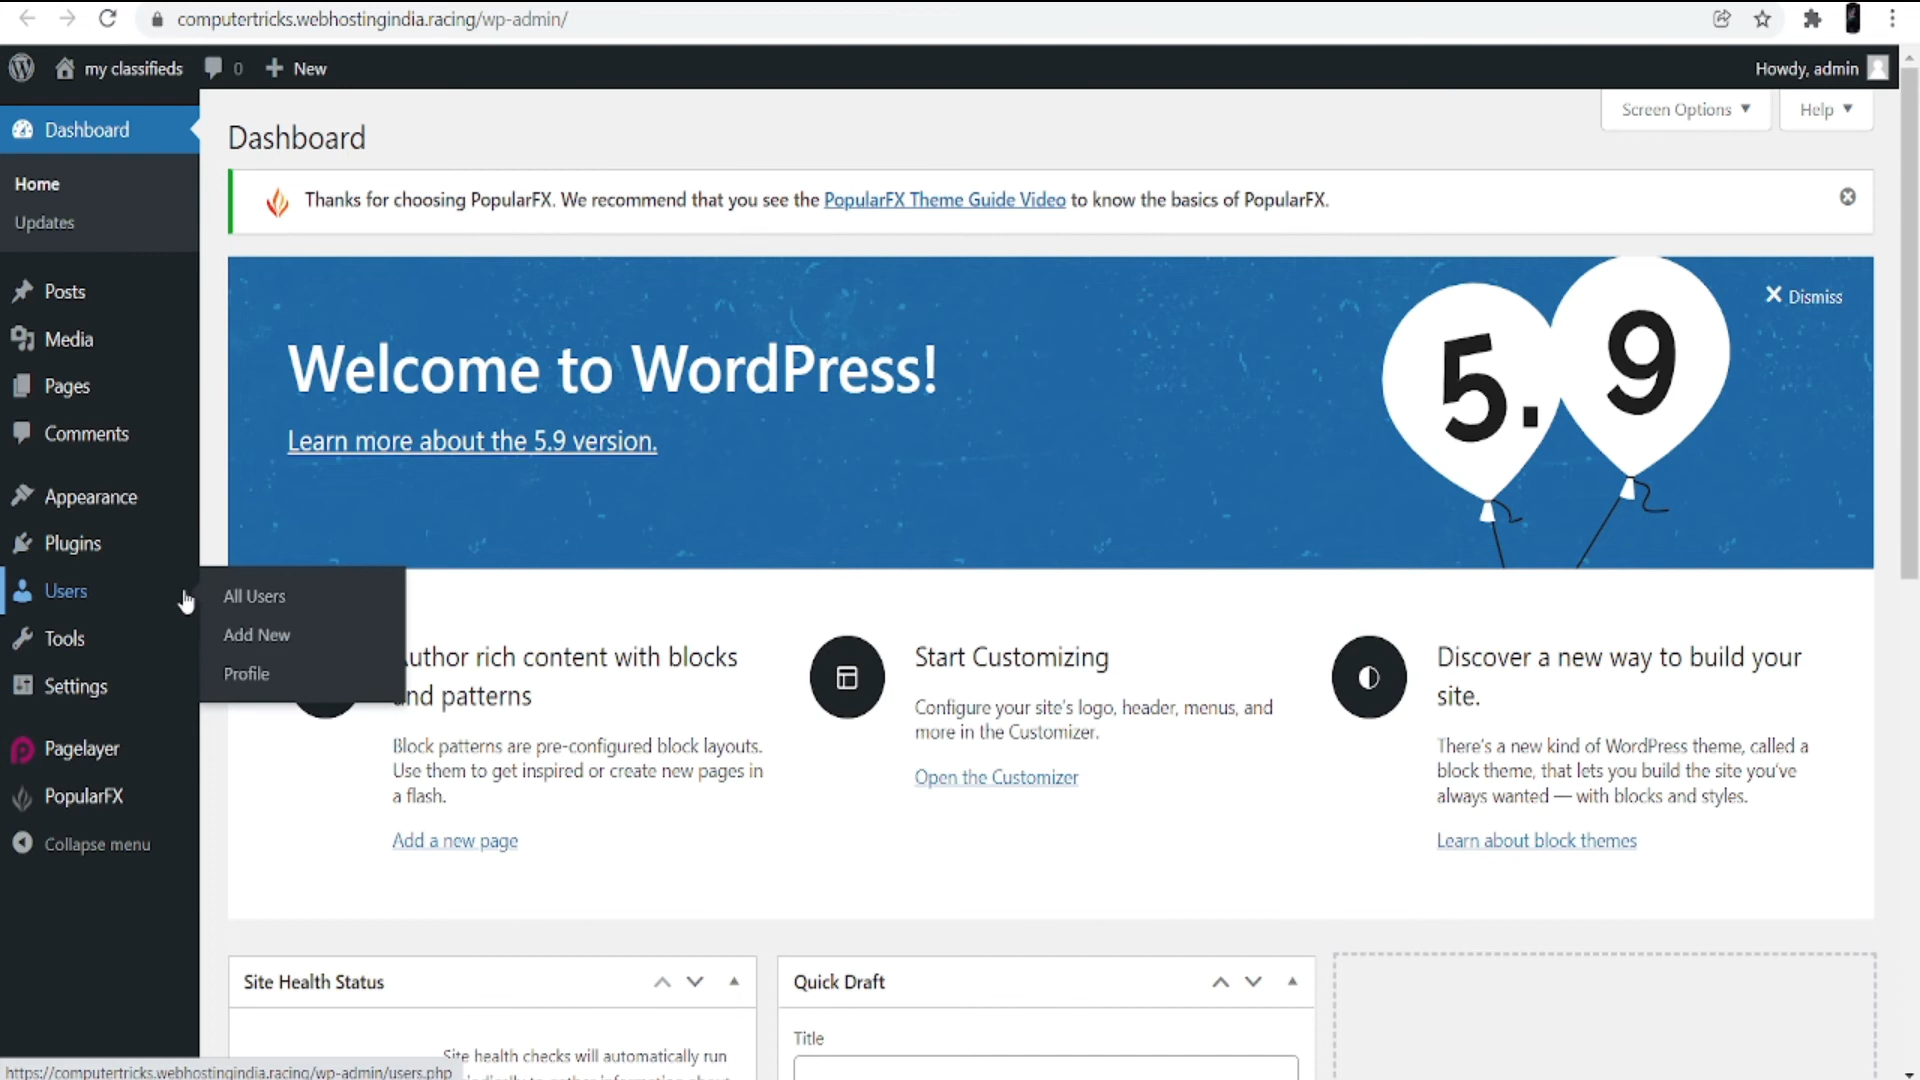 computertricks.webhostingindia.racing/wp-admin/
my classifieds 0 New
Howdy, admin
Dashboard
Home
Updates
Posts
Media
Pages
Comments
Appearance
Plugins
Users
Tools
Settings
Pagelayer
PopularFX
Collapse menu
All Users
Add New
Profile
Screen Options
Help
Dashboard
Thanks for choosing PopularFX. We recommend that you see the PopularFX Theme Guide Video to know the basics of PopularFX.
Dismiss
Welcome to WordPress!
Learn more about the 5.9 version.
5.9
uthor rich content with blocks
nd patterns
Block patterns are pre-configured block layouts.
Use them to get inspired or create new pages in
a flash.
Add a new page
Start Customizing
Configure your site's logo, header, menus, and
more in the Customizer.
Open the Customizer
Discover a new way to build your
site.
There's a new kind of WordPress theme, called a
block theme, that lets you build the site you've
always wanted — with blocks and styles.
Learn about block themes
Site Health Status
Site health checks will automatically run
Quick Draft
Title
https://computertricks.webhostingindia.racing/wp-admin/users.php